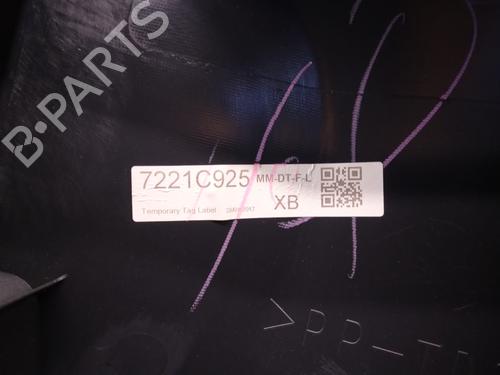 B-PARTS
7221C925 MM-DT-F-L
Temporary Tag Label XB
>PP-T